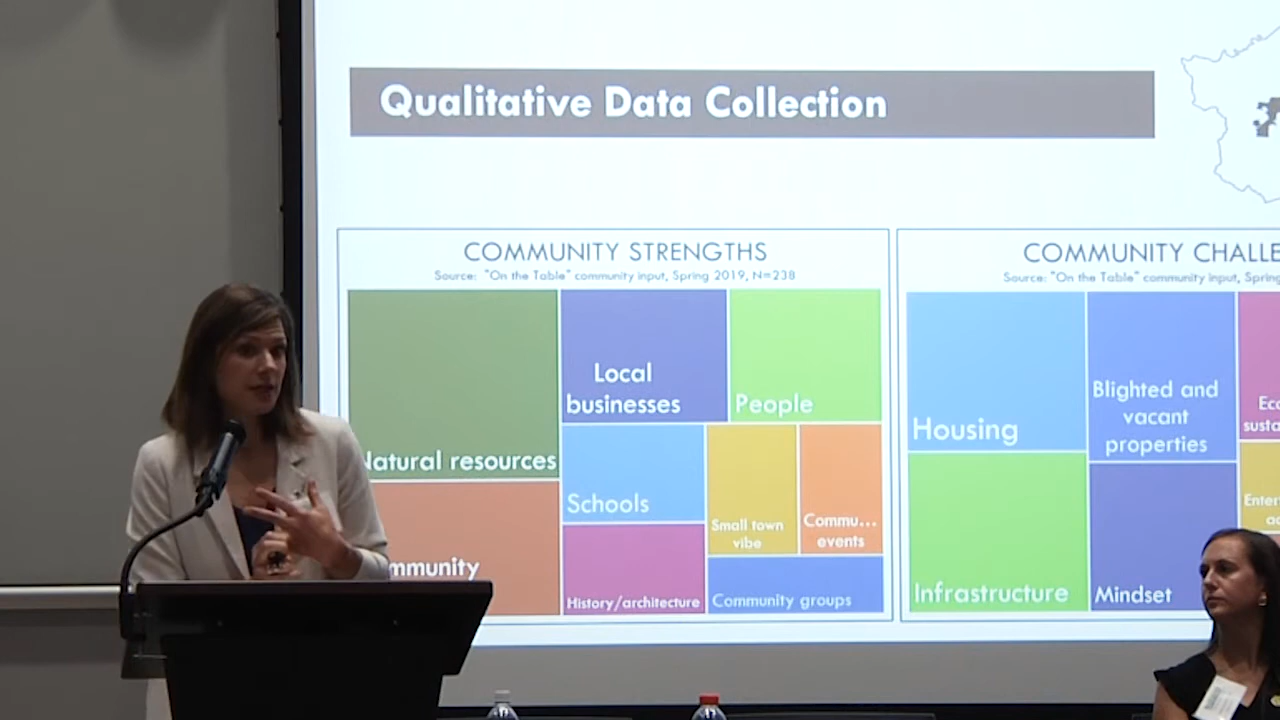 Qualitative Data Collection
COMMUNITY STRENGTHS
Source: "On the Table" community input, Spring 2019, N=238
Natural resources
Local
businesses
People
Schools
Small town
vibe
Commu...
events
mmunity
History/architecture
Community groups
COMMUNITY CHALLE
Source: "On the Table" community input, Spring
Housing
Blighted and
vacant
properties
Infrastructure
Mindset